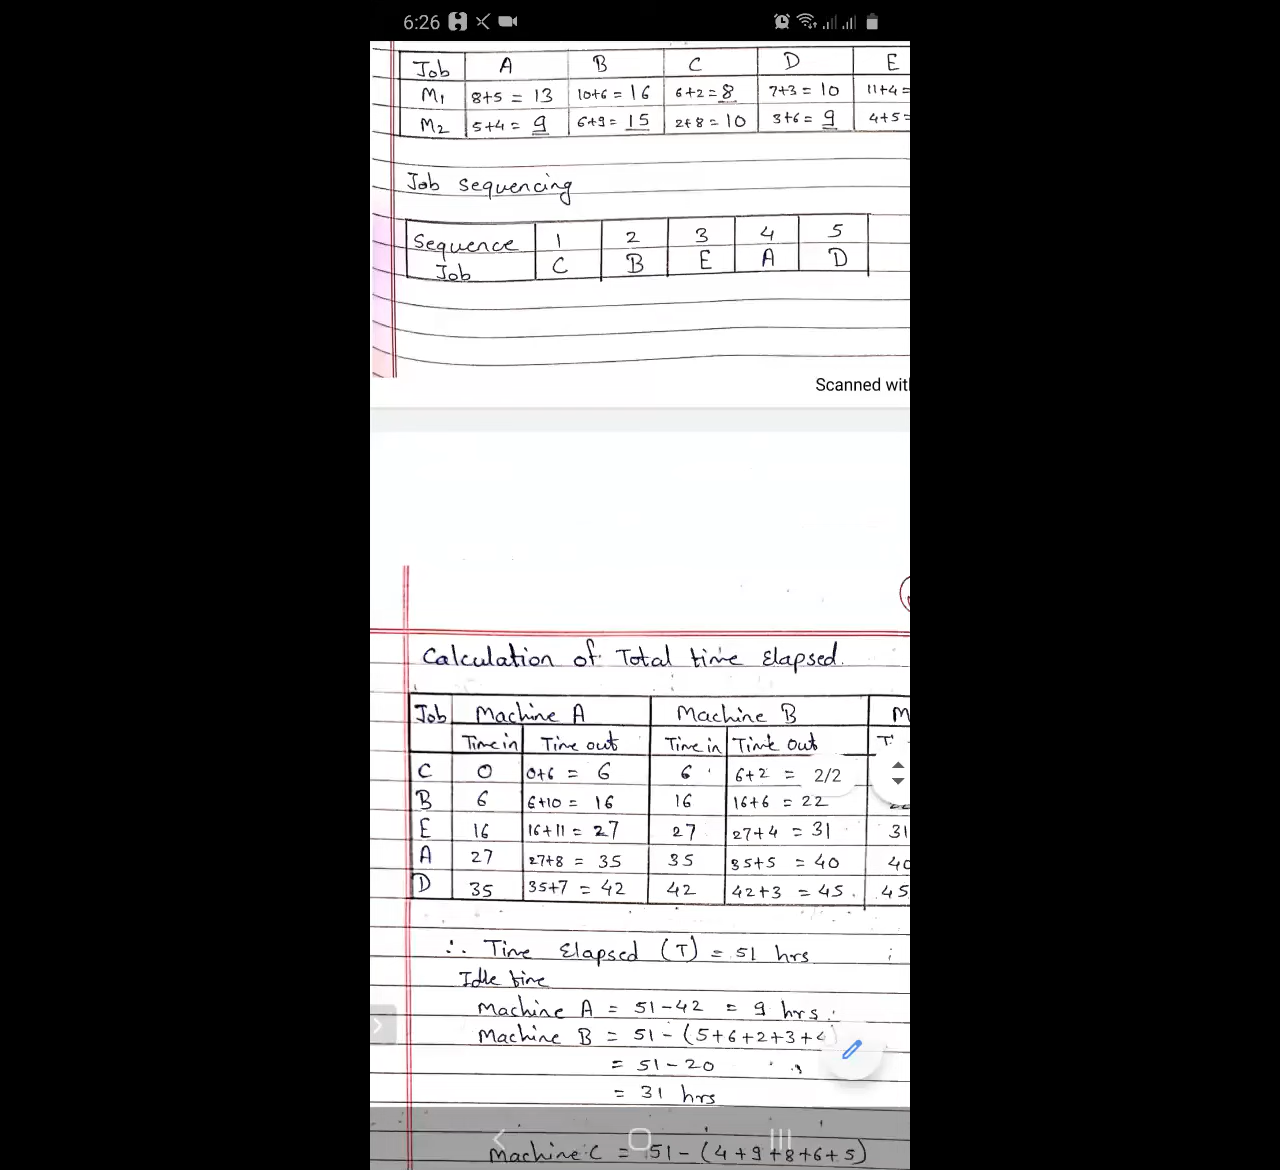 6:26
Job A B C D E
M1 8+5 = 13 10+6 = 16 6+2 = 8 7+3 = 10 11+4 =
M2 5+4 = 9 6+9 = 15 2+8 = 10 3+6 = 9 4+5 =
Job sequencing
Sequence 1 2 3 4 5
Job C B E A D
Scanned wit
Calculation of Total time Elapsed.
Job Machine A Machine B M
Time in Time out Time in Time out T
C 0 0+6 = 6 6 6+2 = 2/2
B 6 6+10 = 16 16 16+6 = 22
E 16 16+11 = 27 27 27+4 = 31 31
A 27 27+8 = 35 35 35+5 = 40 40
D 35 35+7 = 42 42 42+3 = 45. 45
∴ Time Elapsed (T) = 51 hrs
Idle time
Machine A = 51-42 = 9 hrs.
Machine B = 51 - (5+6+2+3+4)
= 51-20
= 31 hrs
Machine C = 51-(4+9+8+6+5)